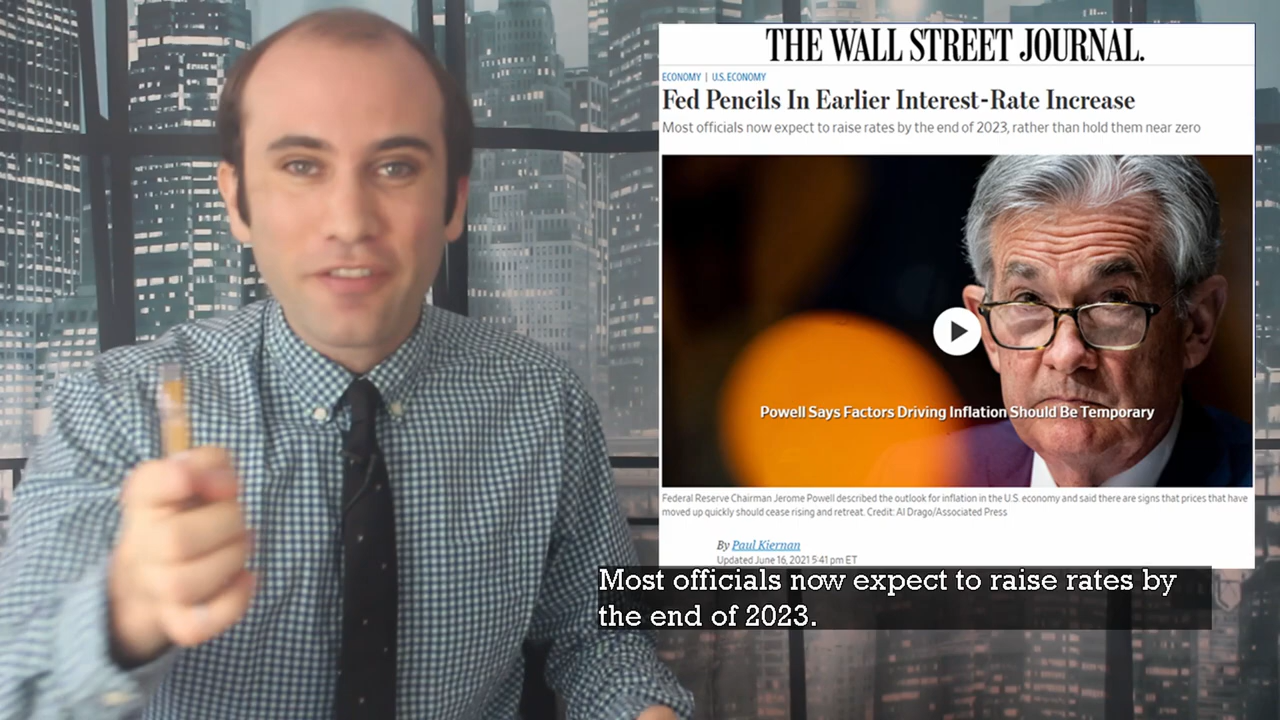 THE WALL STREET JOURNAL.
ECONOMY | U.S. ECONOMY
Fed Pencils In Earlier Interest-Rate Increase
Most officials now expect to raise rates by the end of 2023, rather than hold them near zero
Powell Says Factors Driving Inflation Should Be Temporary
Federal Reserve Chairman Jerome Powell described the outlook for inflation in the U.S. economy and said there are signs that prices that have
moved up quickly should cease rising and retreat. Credit: Al Drago/Associated Press
By Paul Kiernan
Updated June 16, 2021 5:41 pm ET
Most officials now expect to raise rates by
the end of 2023.